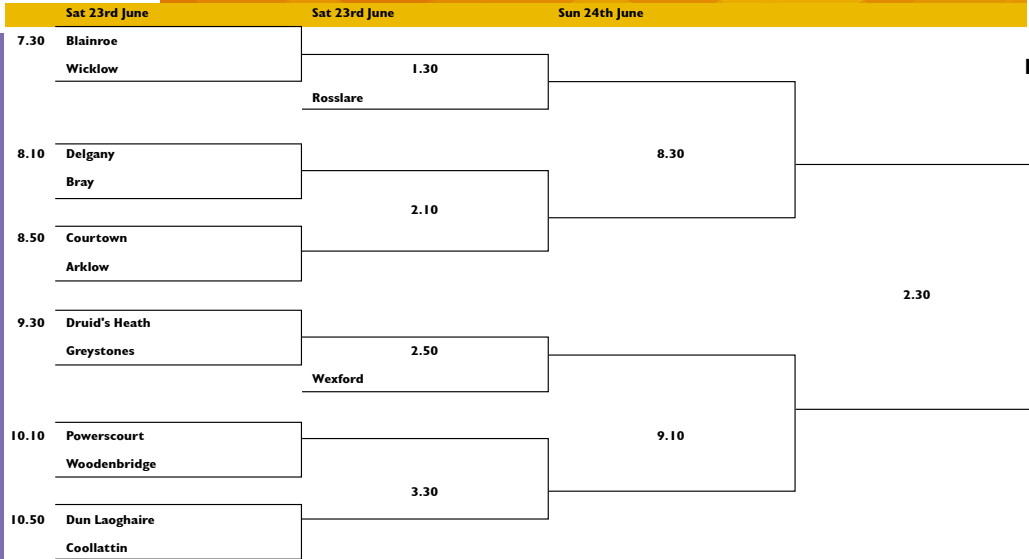 Sat 23rd June Sat 23rd June Sun 24th June
7.30 Blainroe
Wicklow 1.30
Rosslare
8.10 Delgany 8.30
Bray
2.10
8.50 Courtown
Arklow
2.30
9.30 Druid's Heath
Greystones 2.50
Wexford
10.10 Powerscourt 9.10
Woodenbridge
3.30
10.50 Dun Laoghaire
Coollattin